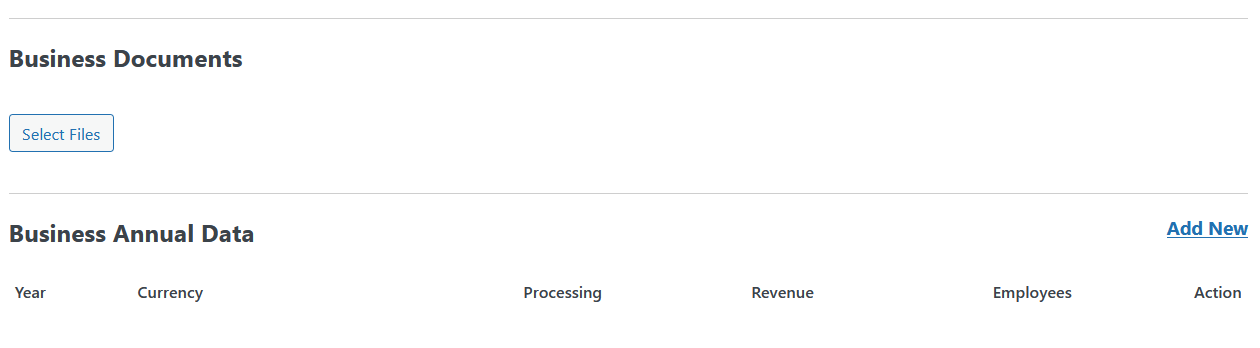 Business Documents
Select Files
Business Annual Data
Add New
Year Currency Processing Revenue Employees Action